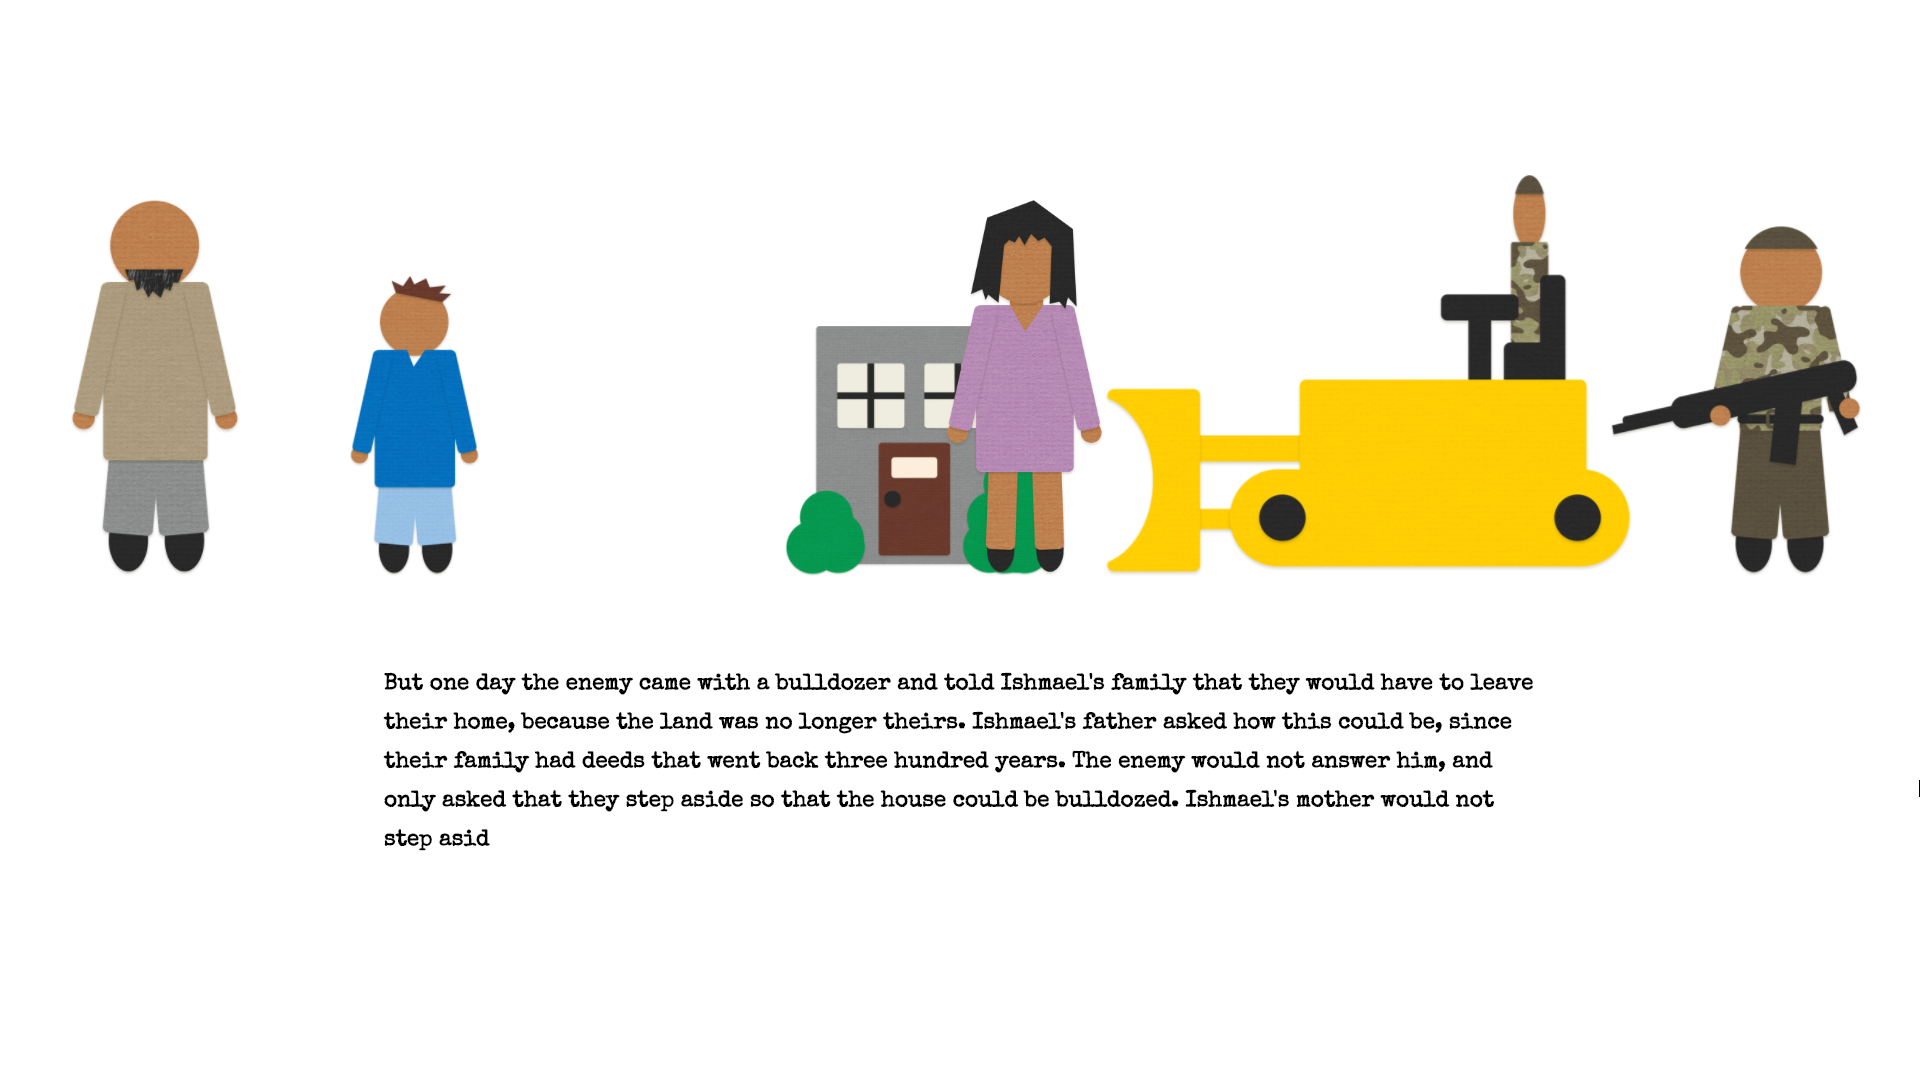 But one day the enemy came with a bulldozer and told Ishmael's family that they would have to leave
their home, because the land was no longer theirs. Ishmael's father asked how this could be, since
their family had deeds that went back three hundred years. The enemy would not answer him, and
only asked that they step aside so that the house could be bulldozed. Ishmael's mother would not
step asid